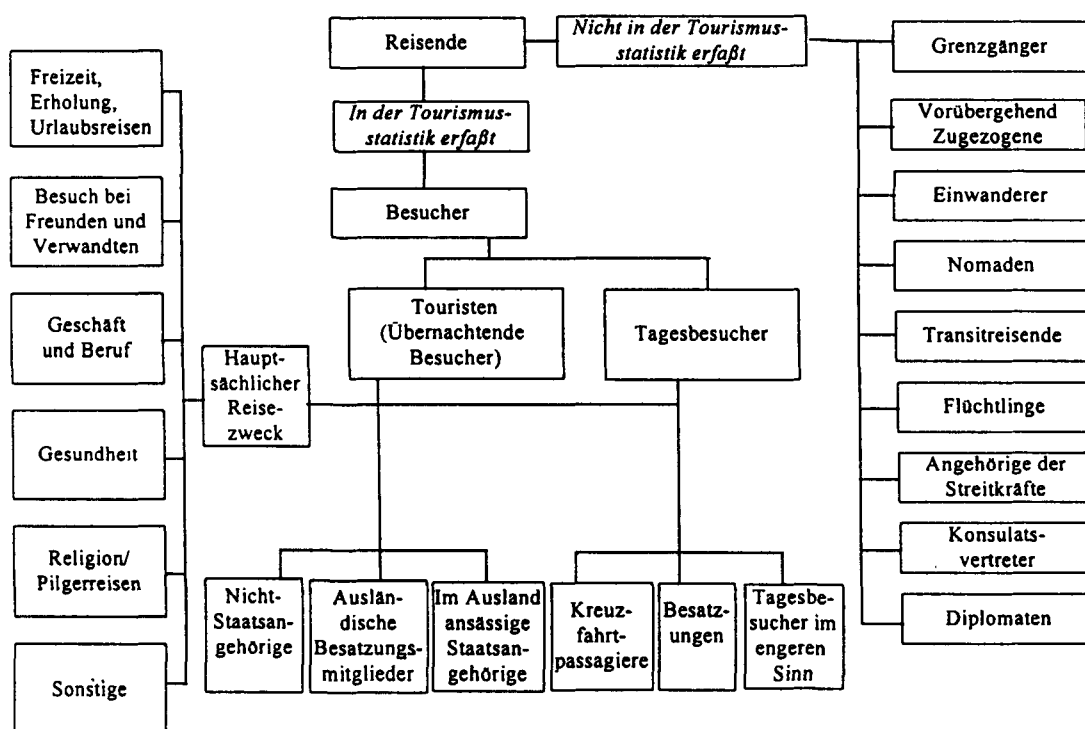 Reisende
Nicht in der Tourismus-
statistik erfaßt
In der Tourismus-
statistik erfaßt
Besucher
Touristen
(Übernachtende
Besucher)
Tagesbesucher
Haupt-
sächlicher
Reise-
zweck
Freizeit,
Erholung,
Urlaubsreisen
Besuch bei
Freunden und
Verwandten
Geschäft
und Beruf
Gesundheit
Religion/
Pilgerreisen
Sonstige
Nicht-
Staatsan-
gehörige
Auslän-
dische
Besatzungs-
mitglieder
Im Ausland
ansässige
Staatsan-
gehörige
Kreuz-
fahrt-
passagiere
Besatz-
ungen
Tagesbe-
sucher im
engeren
Sinn
Grenzgänger
Vorübergehend
Zugezogene
Einwanderer
Nomaden
Transitreisende
Flüchtlinge
Angehörige der
Streitkräfte
Konsulats-
vertreter
Diplomaten